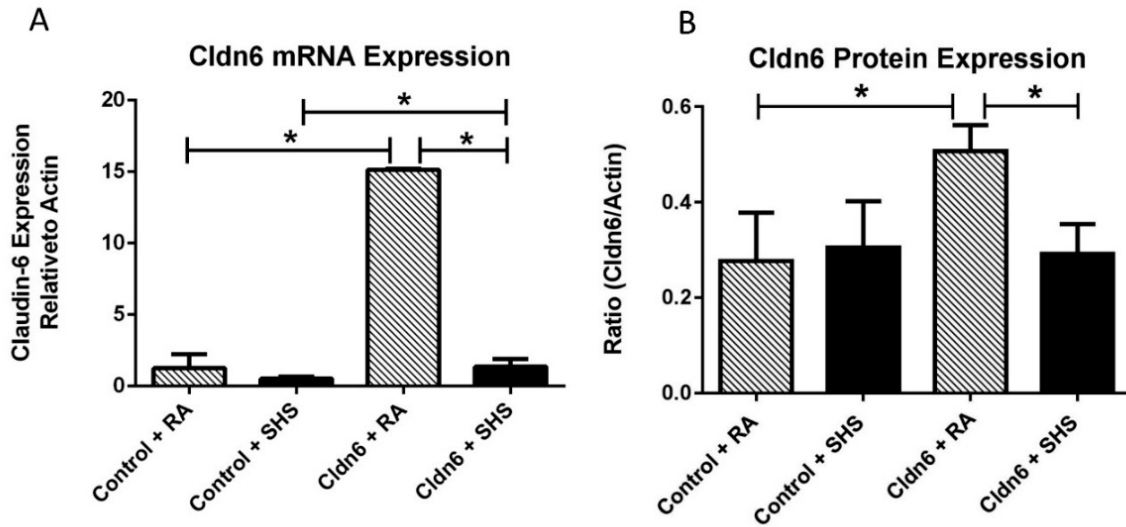 A
Cldn6 mRNA Expression
Claudin-6 Expression
Relativeto Actin
20
15
10
5
0
*
*
*
Control + RA
Control + SHS
Cldn6 + RA
Cldn6 + SHS
B
Cldn6 Protein Expression
Ratio (Cldn6/Actin)
0.6
0.4
0.2
0.0
*
*
Control + RA
Control + SHS
Cldn6 + RA
Cldn6 + SHS